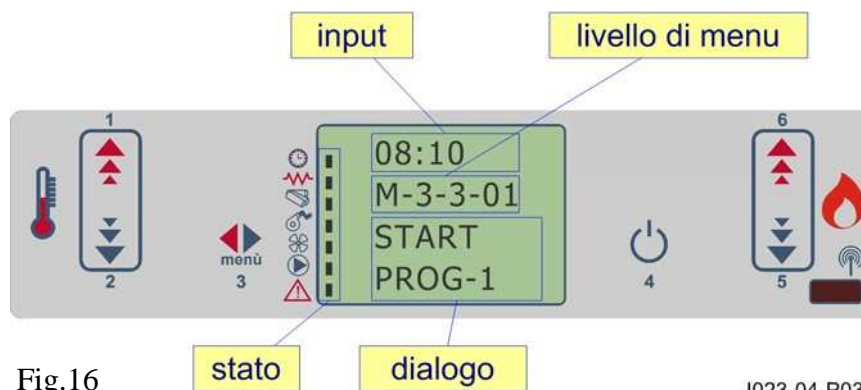 input
livello di menu
1
6
08:10
M-3-3-01
START
PROG-1
menù
2
3
4
5
stato
dialogo
Fig.16